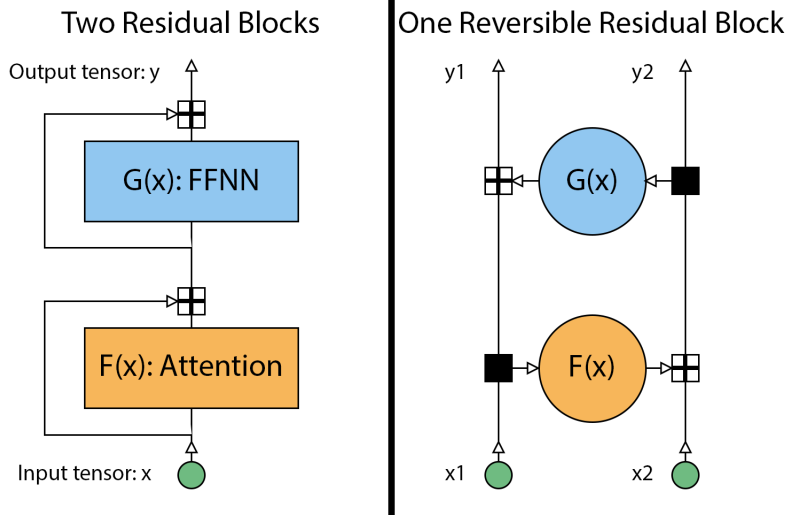 Two Residual Blocks
Output tensor: y
G(x): FFNN
F(x): Attention
Input tensor: x
One Reversible Residual Block
y1
y2
G(x)
F(x)
x1
x2